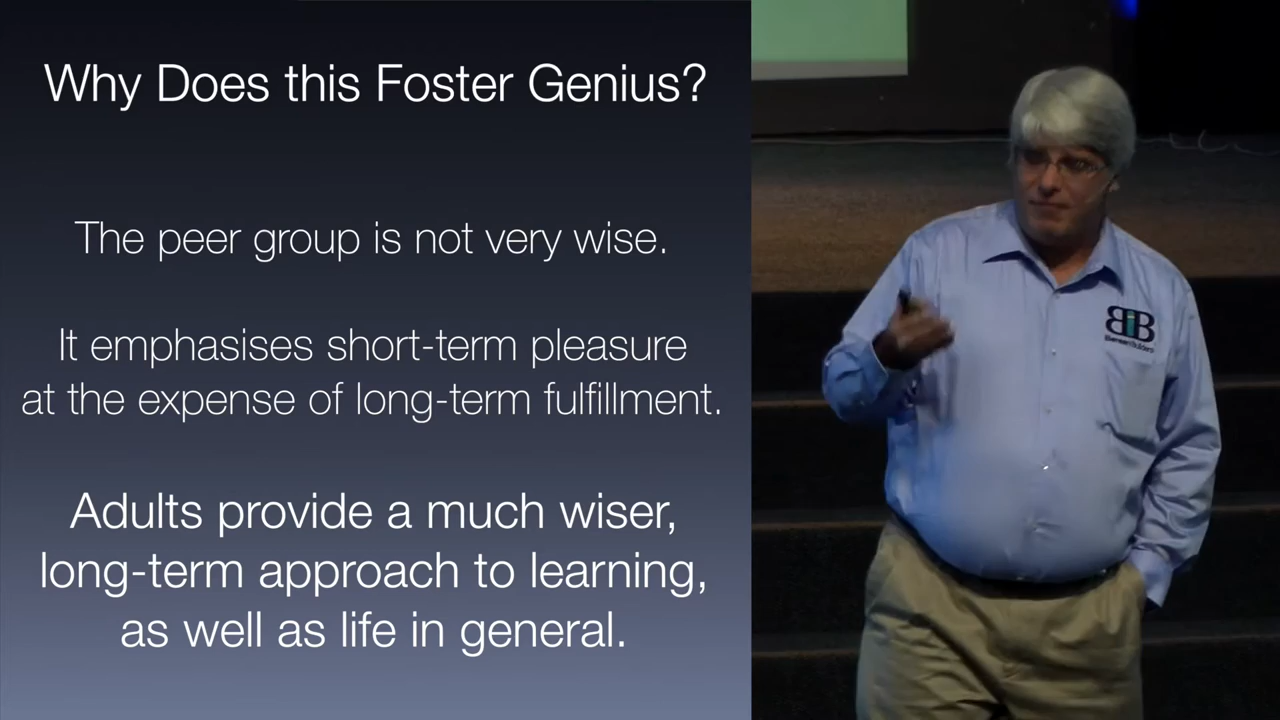 Why Does this Foster Genius?
The peer group is not very wise.
It emphasises short-term pleasure
at the expense of long-term fulfillment.
Adults provide a much wiser,
long-term approach to learning,
as well as life in general.
BiB